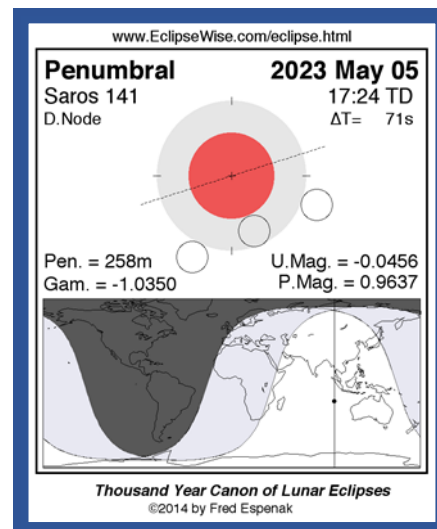 www.EclipseWise.com/eclipse.html
Penumbral 2023 May 05
Saros 141 17:24 TD
D.Node ΔT= 71s
Pen. = 258m U.Mag. = -0.0456
Gam. = -1.0350 P.Mag. = 0.9637
Thousand Year Canon of Lunar Eclipses
©2014 by Fred Espenak